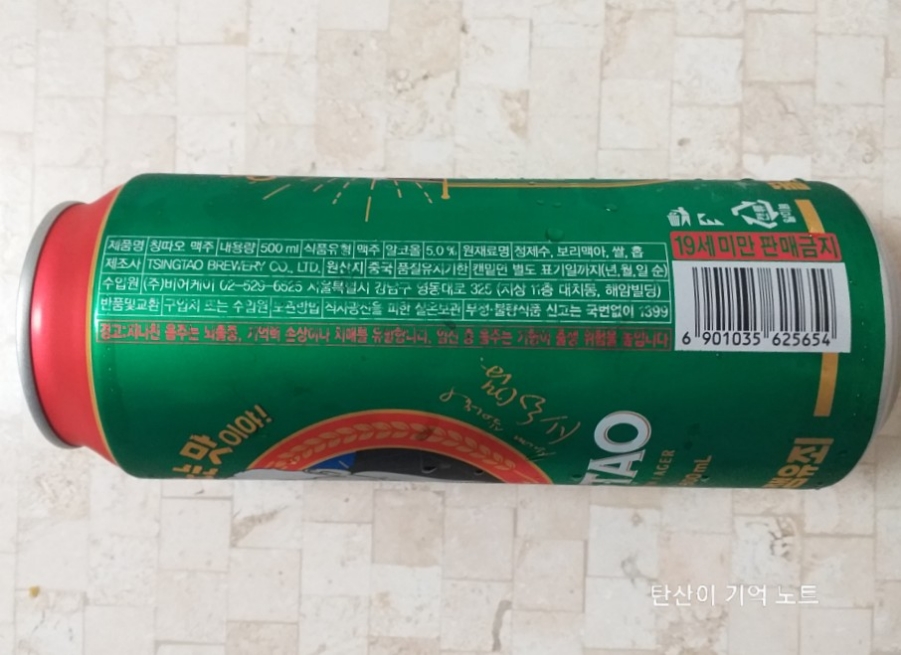 제품명 칭따오 맥주 내용량 500 ml 식품유형 맥주 알코올 5.0 % 원재료명 정제수, 보리맥아, 쌀, 홉
제조사 TSINGTAO BREWERY CO., LTD. 원산지 중국 품질유지기한 캔밑면 별도 표기일까지(년,월,일 순)
수입원 (주)비어케이 02-529-6525 서울특별시 강남구 영동대로 325 (지상 11층 대치동, 해암빌딩)
반품및교환 구입처 또는 수입원 보관방법 직사광선을 피한 실온보관 부정·불량식품 신고는 국번없이 1399
경고:지나친 음주는 뇌졸중, 기억력 손상이나 치매를 유발합니다. 임신 중 음주는 기형아 출생 위험을 높입니다
19세 미만 판매금지
6 901035 625654
맛이야!
TAO
AGER
탄산이 기억 노트